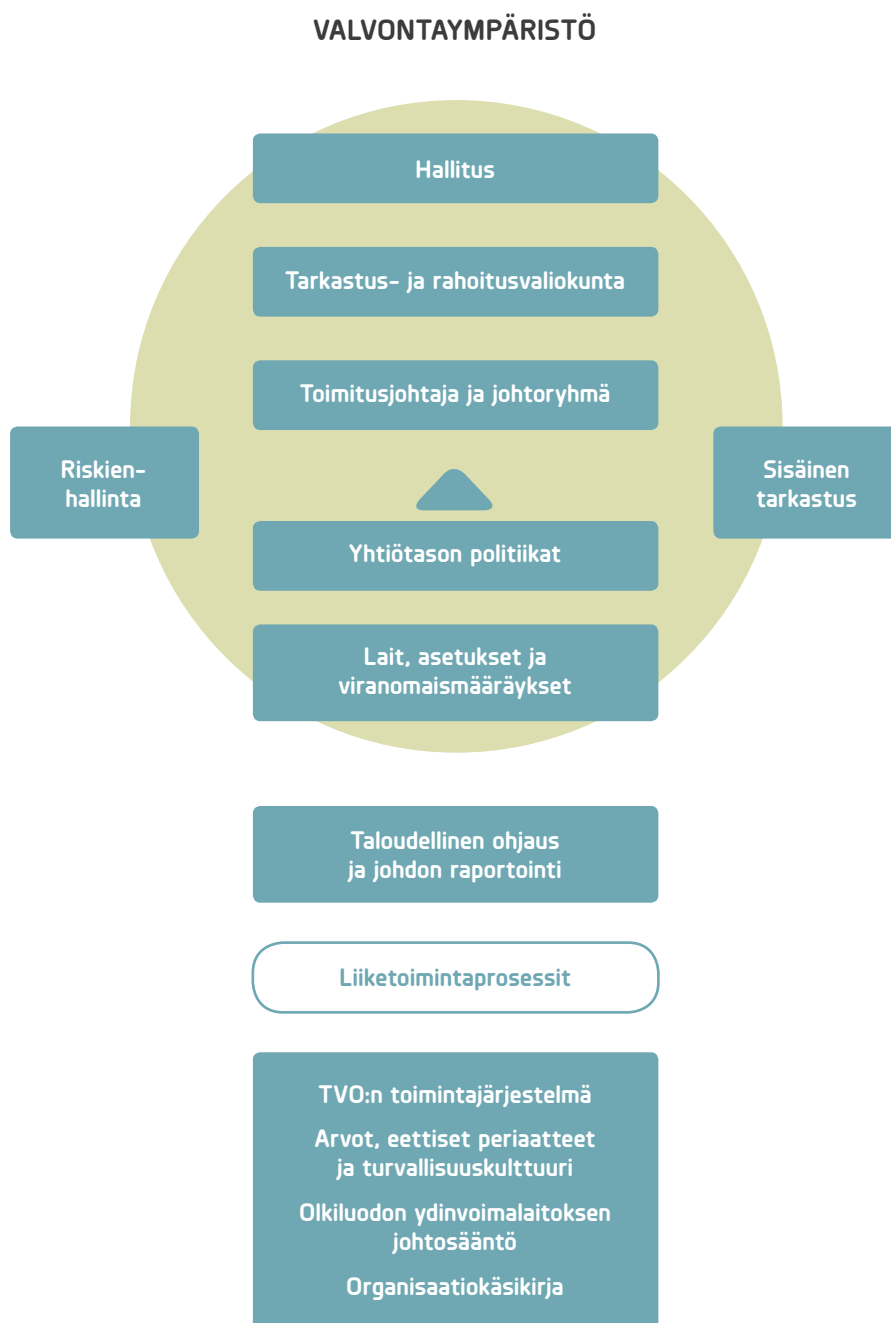 VALVONTAYMPÄRISTÖ
Hallitus
Tarkastus- ja rahoitusvaliokunta
Toimitusjohtaja ja johtoryhmä
Riskien-
hallinta
Sisäinen
tarkastus
Yhtiötason politiikat
Lait, asetukset ja
viranomaismääräykset
Taloudellinen ohjaus
ja johdon raportointi
Liiketoimintaprosessit
TVO:n toimintajärjestelmä
Arvot, eettiset periaatteet
ja turvallisuuskulttuuri
Olkiluodon ydinvoimalaitoksen
johtosääntö
Organisaatiokäsikirja